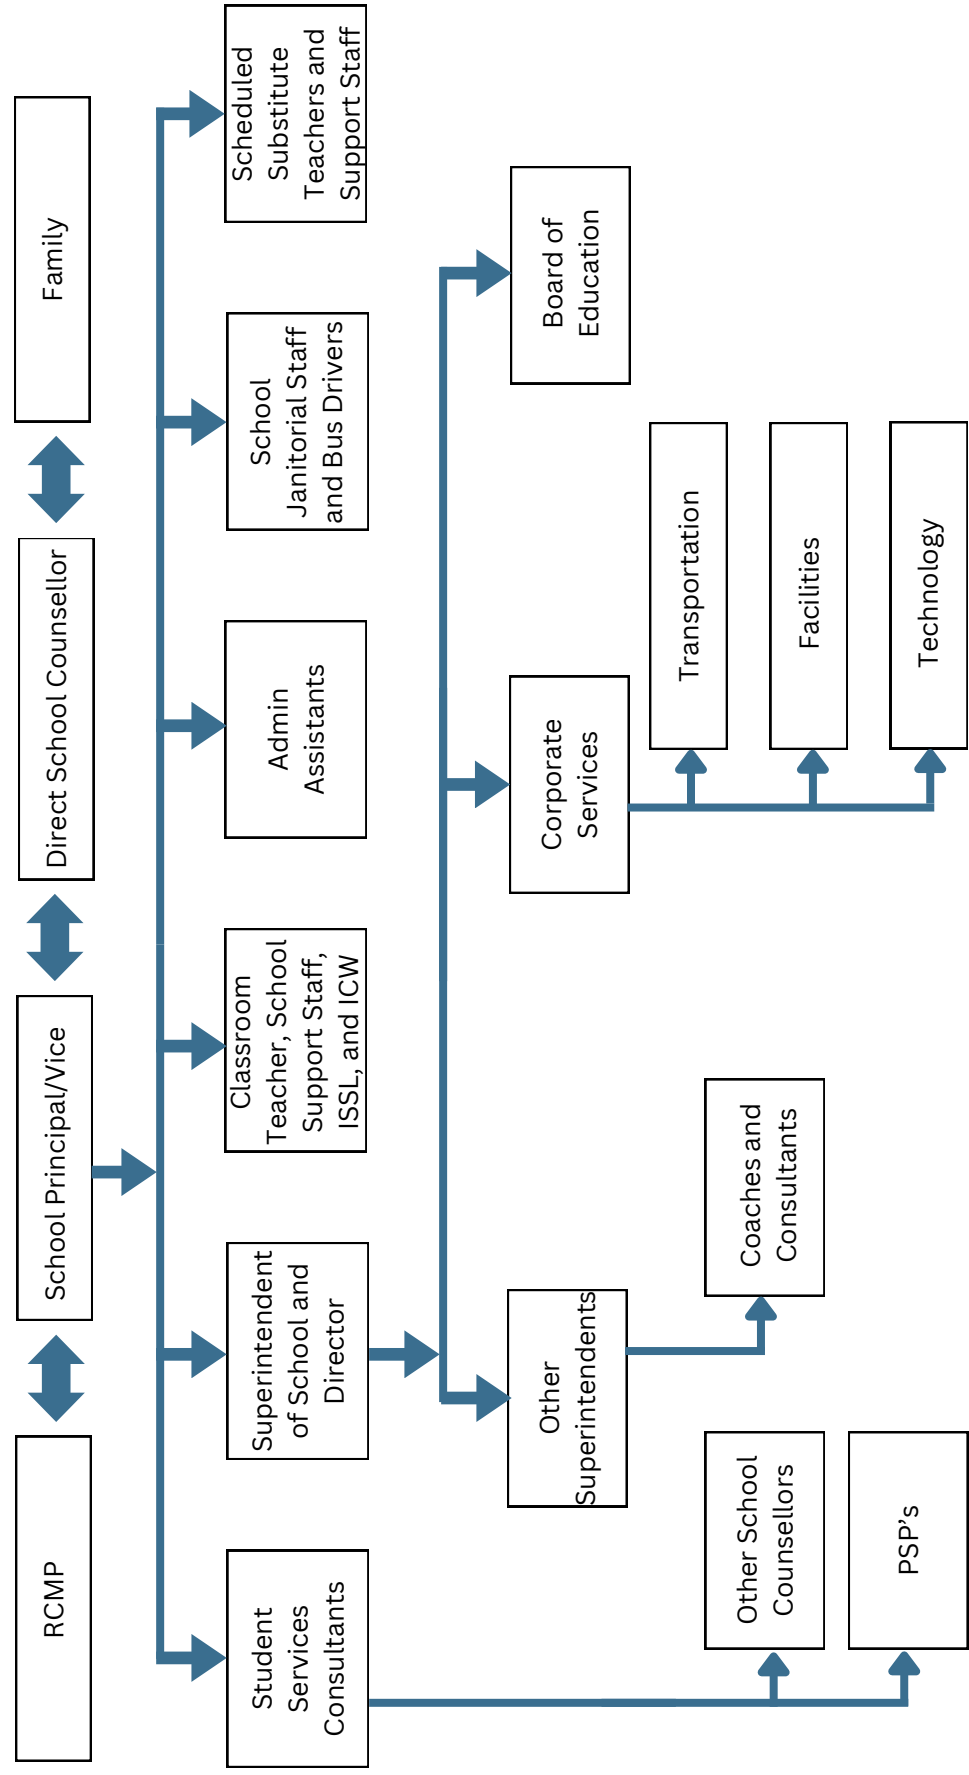 RCMP
School Principal/Vice
Direct School Counsellor
Family
Student
Services
Consultants
Superintendent
of School and
Director
Classroom
Teacher, School
Support Staff,
ISSL, and ICW
Admin
Assistants
School
Janitorial Staff
and Bus Drivers
Scheduled
Substitute
Teachers and
Support Staff
Other
Superintendents
Corporate
Services
Board of
Education
Other School
Counsellors
PSP's
Coaches and
Consultants
Transportation
Facilities
Technology